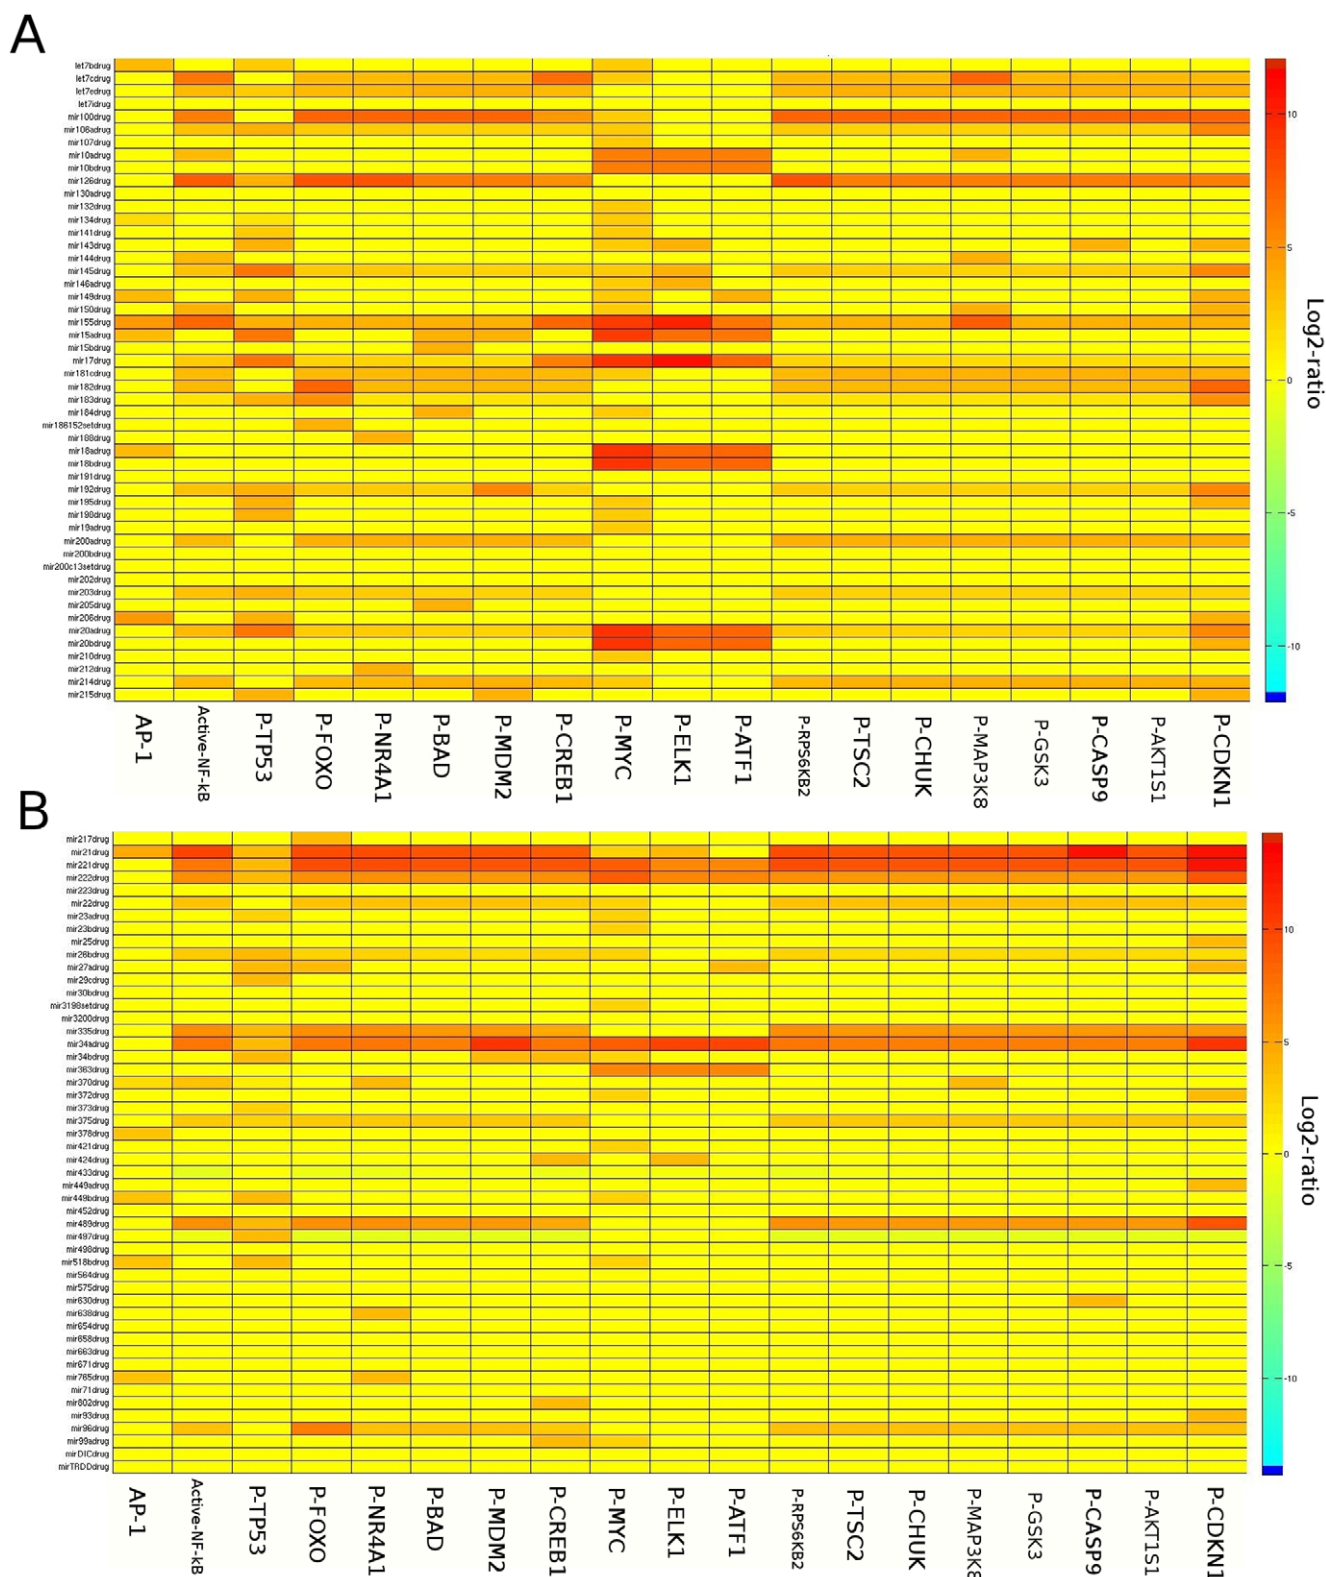 A
let7bdrug
let7cdrug
let7edrug
let7idrug
mir100drug
mir106adrug
mir107drug
mir10adrug
mir10bdrug
mir126drug
mir130adrug
mir132drug
mir134drug
mir141drug
mir143drug
mir144drug
mir145drug
mir146adrug
mir149drug
mir150drug
mir155drug
mir15adrug
mir15bdrug
mir17drug
mir181cdrug
mir182drug
mir183drug
mir184drug
mir186152setdrug
mir188drug
mir18adrug
mir18bdrug
mir191drug
mir192drug
mir195drug
mir198drug
mir19adrug
mir200adrug
mir200bdrug
mir200c13setdrug
mir202drug
mir203drug
mir205drug
mir206drug
mir20adrug
mir20bdrug
mir210drug
mir212drug
mir214drug
mir215drug
10
5
0
-5
-10
Log2-ratio
AP-1
Active-NF-kB
P-TP53
P-FOXO
P-NR4A1
P-BAD
P-MDM2
P-CREB1
P-MYC
P-ELK1
P-ATF1
P-RPS6KB2
P-TSC2
P-CHUK
P-MAP3K8
P-GSK3
P-CASP9
P-AKT1S1
P-CDKN1
B
mir217drug
mir21drug
mir221drug
mir222drug
mir223drug
mir22drug
mir23adrug
mir23bdrug
mir25drug
mir26bdrug
mir27adrug
mir29cdrug
mir30bdrug
mir3198setdrug
mir3200drug
mir335drug
mir34adrug
mir34bdrug
mir363drug
mir370drug
mir372drug
mir373drug
mir375drug
mir378drug
mir421drug
mir424drug
mir433drug
mir449adrug
mir449bdrug
mir452drug
mir489drug
mir497drug
mir498drug
mir518bdrug
mir564drug
mir575drug
mir630drug
mir638drug
mir654drug
mir658drug
mir663drug
mir671drug
mir765drug
mir71drug
mir802drug
mir93drug
mir96drug
mir99adrug
mirDICdrug
mirTRDDdrug
10
5
0
-5
-10
Log2-ratio
AP-1
Active-NF-kB
P-TP53
P-FOXO
P-NR4A1
P-BAD
P-MDM2
P-CREB1
P-MYC
P-ELK1
P-ATF1
P-RPS6KB2
P-TSC2
P-CHUK
P-MAP3K8
P-GSK3
P-CASP9
P-AKT1S1
P-CDKN1